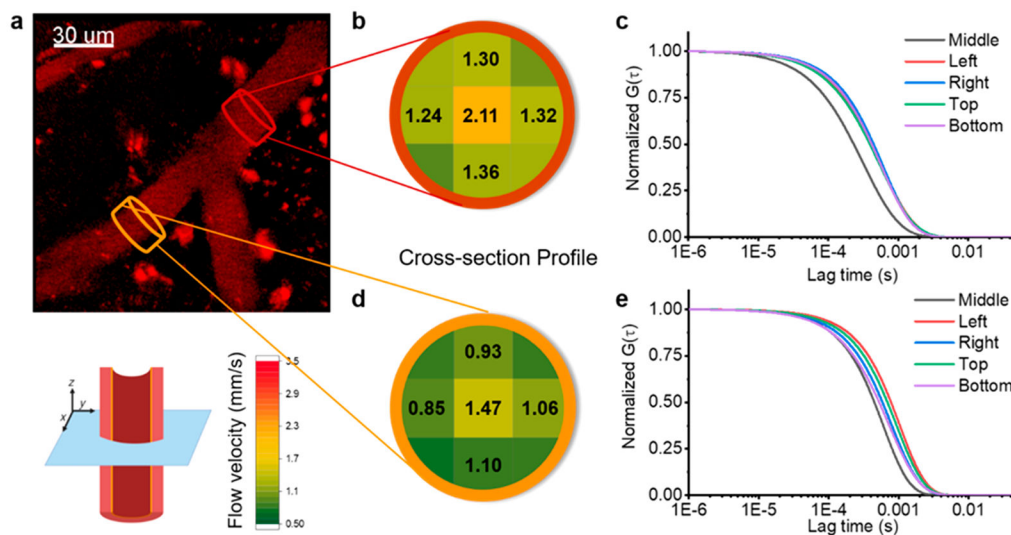 a
30 um
b
1.30
1.24 2.11 1.32
1.36
c
Normalized G(τ)
1.00
0.75
0.50
0.25
0.00
Middle
Left
Right
Top
Bottom
1E-6 1E-5 1E-4 0.001 0.01
Lag time (s)
Cross-section Profile
z
y
x
Flow velocity (mm/s)
3.5
2.9
2.3
1.7
1.1
0.50
d
0.93
0.85 1.47 1.06
1.10
e
Normalized G(τ)
1.00
0.75
0.50
0.25
0.00
Middle
Left
Right
Top
Bottom
1E-6 1E-5 1E-4 0.001 0.01
Lag time (s)